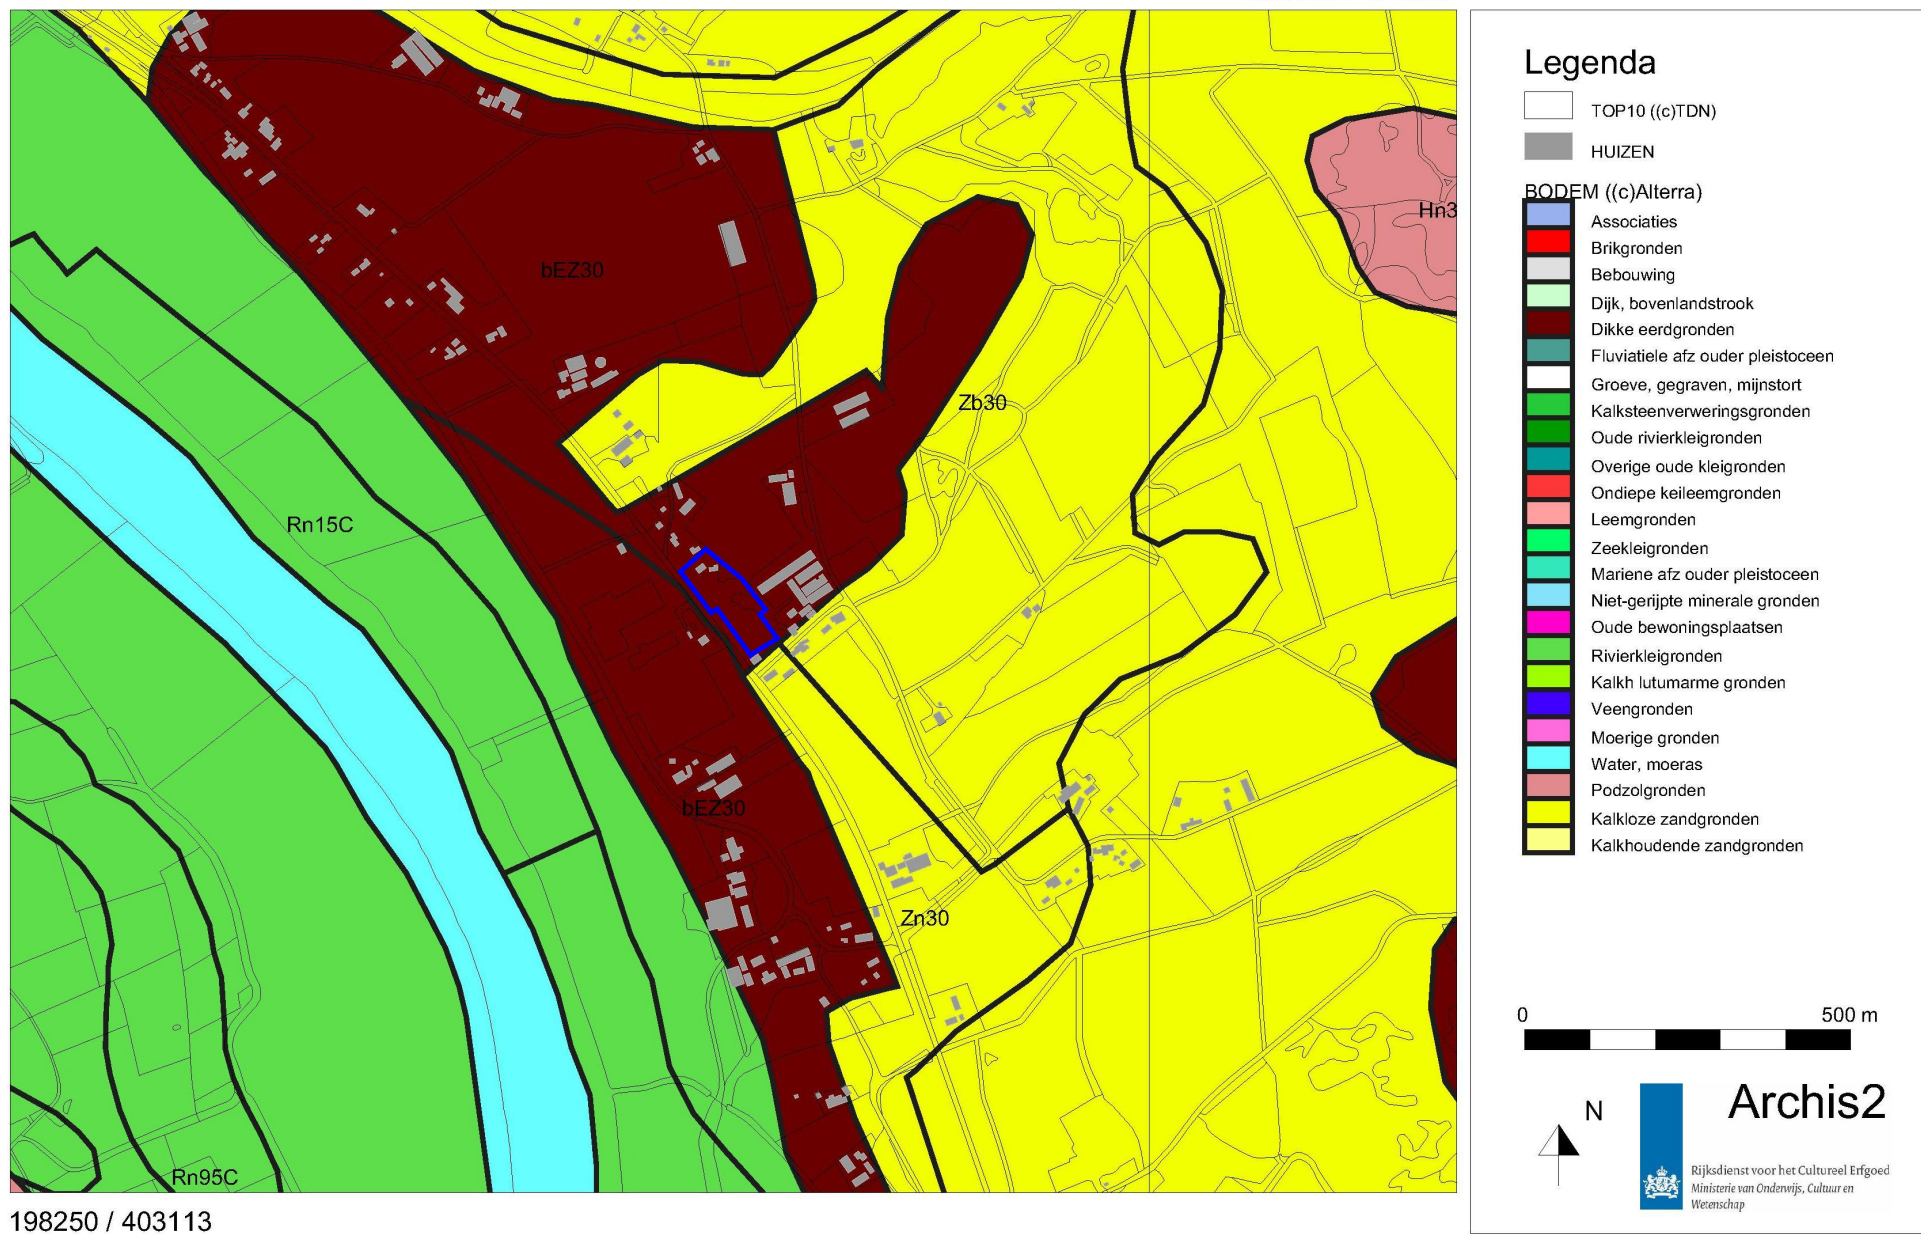 Hn3
bEZ30
Zb30
Rn15C
bEZ30
Zn30
Rn95C
198250 / 403113
Legenda
TOP10 ((c)TDN)
HUIZEN
BODEM ((c)Alterra)
Associaties
Brikgronden
Bebouwing
Dijk, bovenlandstrook
Dikke eerdgronden
Fluviatiele afz ouder pleistoceen
Groeve, gegraven, mijnstort
Kalksteenverweringsgronden
Oude rivierkleigronden
Overige oude kleigronden
Ondiepe keileemgronden
Leemgronden
Zeekleigronden
Mariene afz ouder pleistoceen
Niet-gerijpte minerale gronden
Oude bewoningsplaatsen
Rivierkleigronden
Kalkh lutumarme gronden
Veengronden
Moerige gronden
Water, moeras
Podzolgronden
Kalkloze zandgronden
Kalkhoudende zandgronden
0 500 m
N
Archis2
Rijksdienst voor het Cultureel Erfgoed
Ministerie van Onderwijs, Cultuur en
Wetenschap